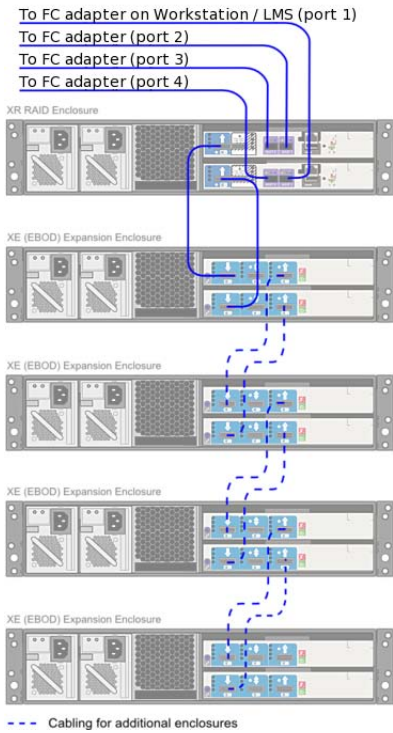 To FC adapter on Workstation / LMS (port 1)
To FC adapter (port 2)
To FC adapter (port 3)
To FC adapter (port 4)
XR RAID Enclosure
XE (EBOD) Expansion Enclosure
XE (EBOD) Expansion Enclosure
XE (EBOD) Expansion Enclosure
XE (EBOD) Expansion Enclosure
Cabling for additional enclosures